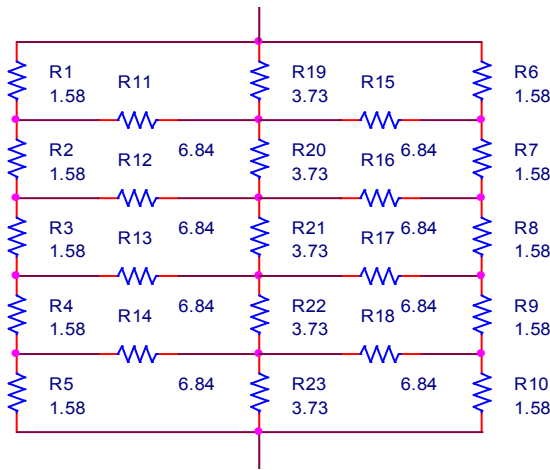 R1 R11 R19 R15 R6
1.58 3.73 1.58
R2 R12 6.84 R20 R16 6.84 R7
1.58 3.73 1.58
R3 R13 6.84 R21 R17 6.84 R8
1.58 3.73 1.58
R4 R14 6.84 R22 R18 6.84 R9
1.58 3.73 1.58
R5 6.84 R23 6.84 R10
1.58 3.73 1.58